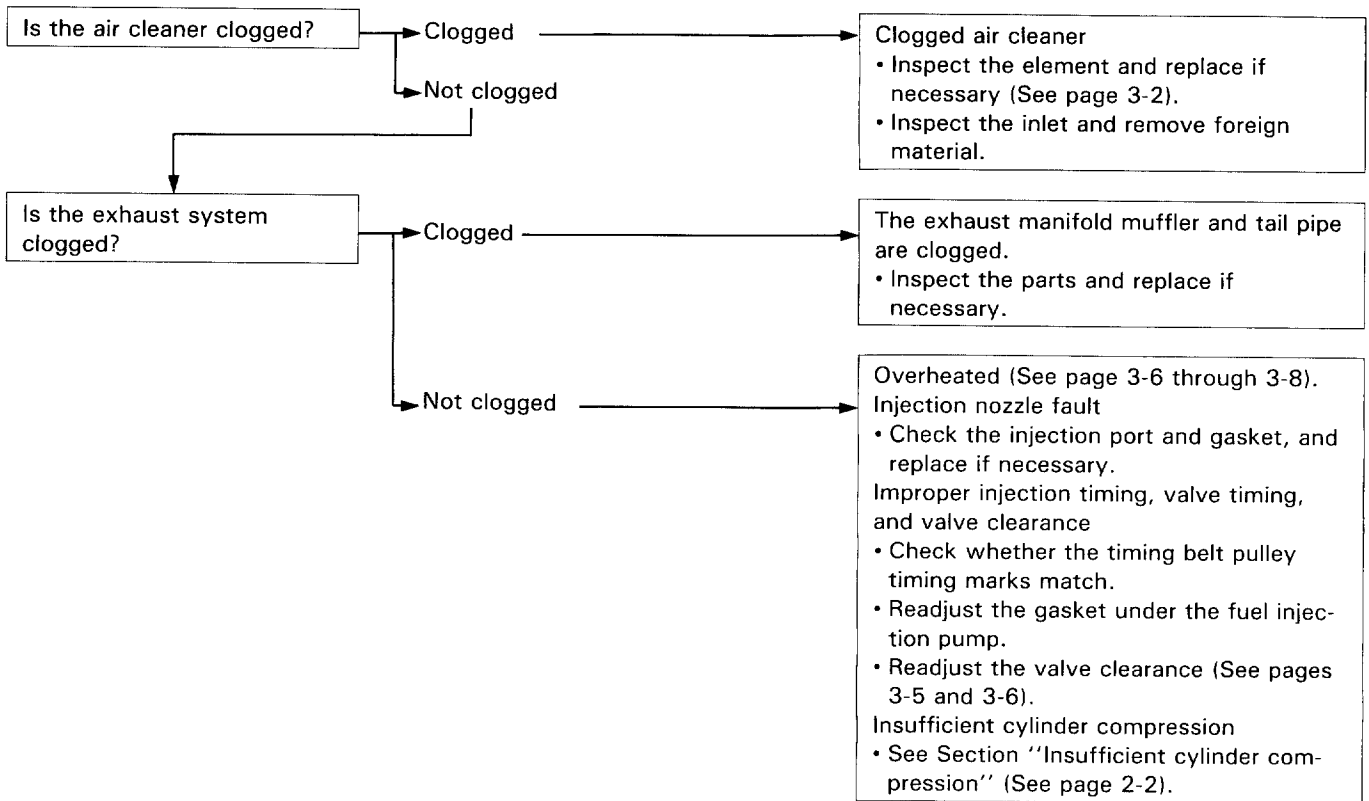 Is the air cleaner clogged?
Clogged
Clogged air cleaner
• Inspect the element and replace if
necessary (See page 3-2).
• Inspect the inlet and remove foreign
material.
Not clogged
Is the exhaust system
clogged?
Clogged
The exhaust manifold muffler and tail pipe
are clogged.
• Inspect the parts and replace if
necessary.
Not clogged
Overheated (See page 3-6 through 3-8).
Injection nozzle fault
• Check the injection port and gasket, and
replace if necessary.
Improper injection timing, valve timing,
and valve clearance
• Check whether the timing belt pulley
timing marks match.
• Readjust the gasket under the fuel injec-
tion pump.
• Readjust the valve clearance (See pages
3-5 and 3-6).
Insufficient cylinder compression
• See Section ''Insufficient cylinder com-
pression'' (See page 2-2).